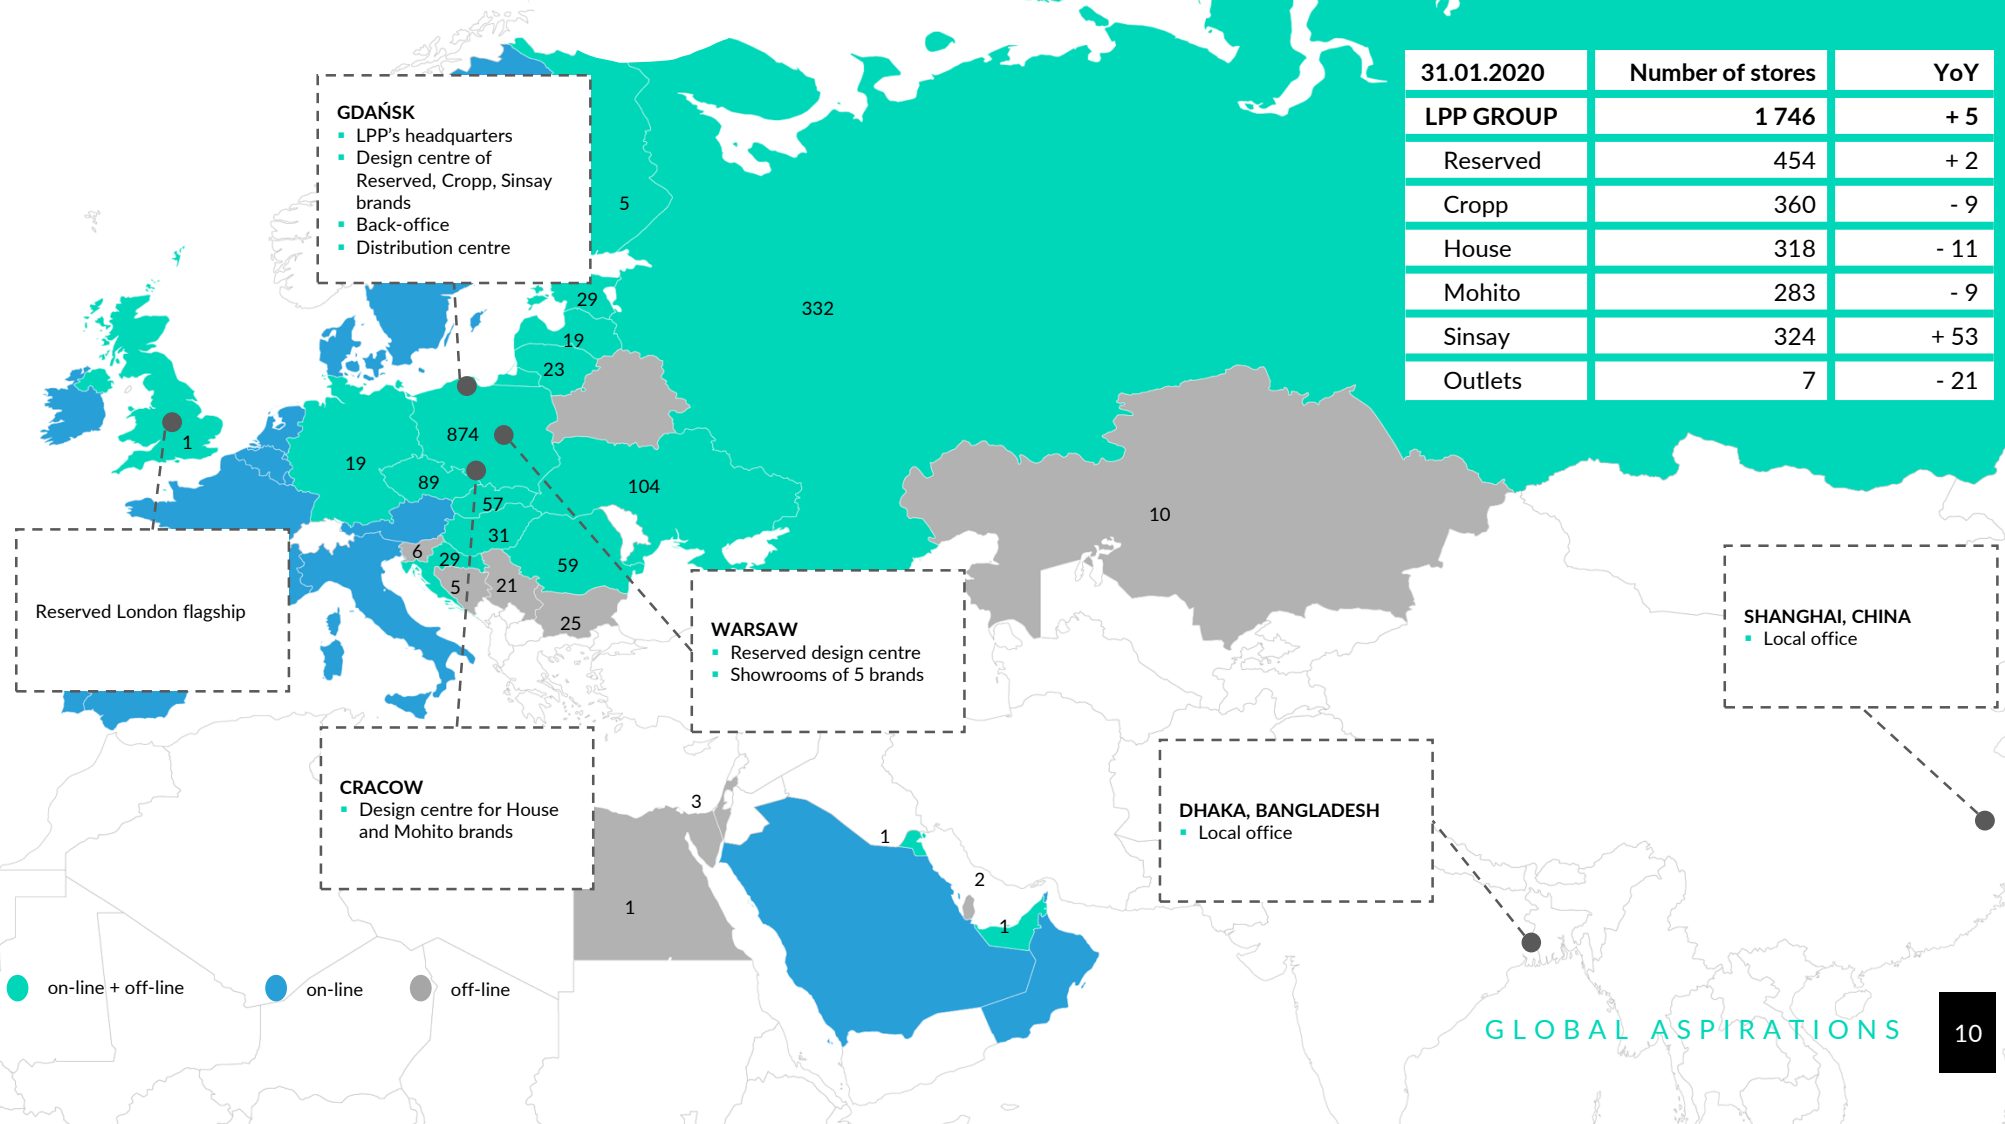 31.01.2020 Number of stores YoY
LPP GROUP 1 746 + 5
Reserved 454 + 2
Cropp 360 - 9
House 318 - 11
Mohito 283 - 9
Sinsay 324 + 53
Outlets 7 - 21
GDAŃSK
▪ LPP's headquarters
▪ Design centre of
Reserved, Cropp, Sinsay
brands
▪ Back-office
▪ Distribution centre
5
29
332
19
23
1
874
19
89
104
57
10
31
6
29
59
5
21
25
Reserved London flagship
WARSAW
▪ Reserved design centre
▪ Showrooms of 5 brands
SHANGHAI, CHINA
▪ Local office
CRACOW
▪ Design centre for House
and Mohito brands
3
1
2
1
1
DHAKA, BANGLADESH
▪ Local office
on-line + off-line
on-line
off-line
GLOBAL ASPIRATIONS
10